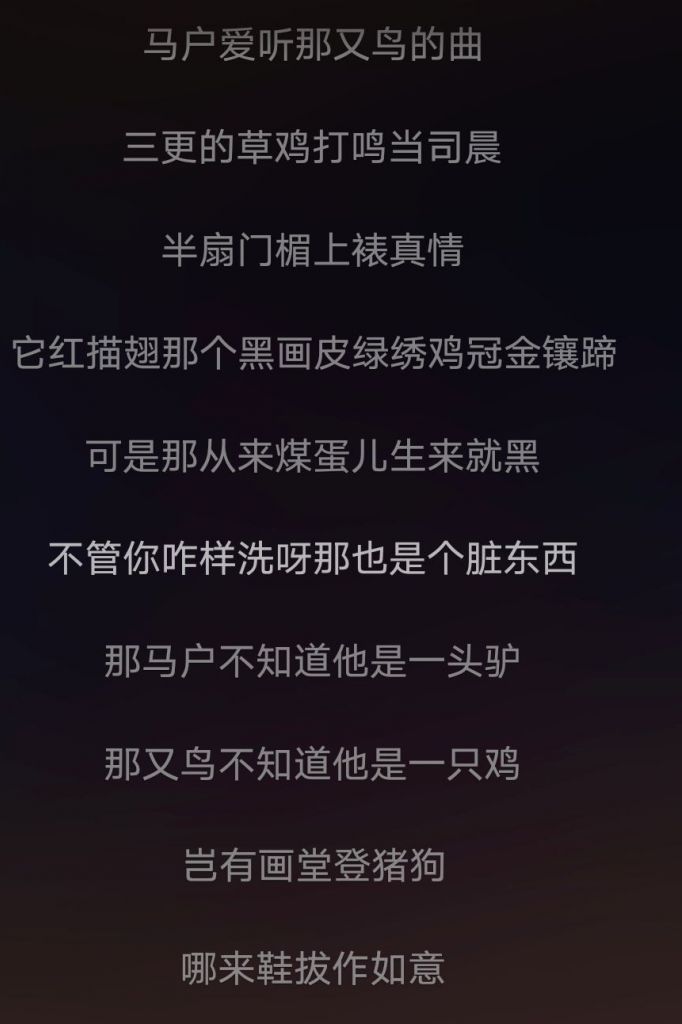 马户爱听那又鸟的曲
三更的草鸡打鸣当司晨
半扇门楣上裱真情
它红描翅那个黑画皮绿绣鸡冠金镶蹄
可是那从来煤蛋儿生来就黑
不管你咋样洗呀那也是个脏东西
那马户不知道他是一头驴
那又鸟不知道他是一只鸡
岂有画堂登猪狗
哪来鞋拔作如意